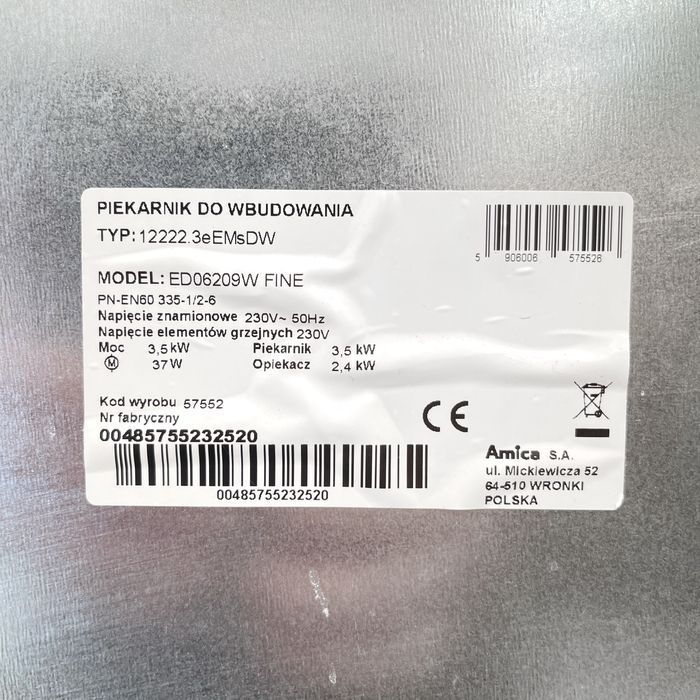 PIEKARNIK DO WBUDOWANIA
TYP: 12222.3eEMsDW
5 906006 575526
MODEL: ED06209W FINE
PN-EN60 335-1/2-6
Napięcie znamionowe 230V~ 50Hz
Napięcie elementów grzejnych 230V
Moc 3,5 kW Piekarnik 3,5 kW
M 37 W Opiekacz 2,4 kW
Kod wyrobu 57552
Nr fabryczny
00485755232520
00485755232520
CE
Amica S.A.
ul. Mickiewicza 52
64-510 WRONKI
POLSKA